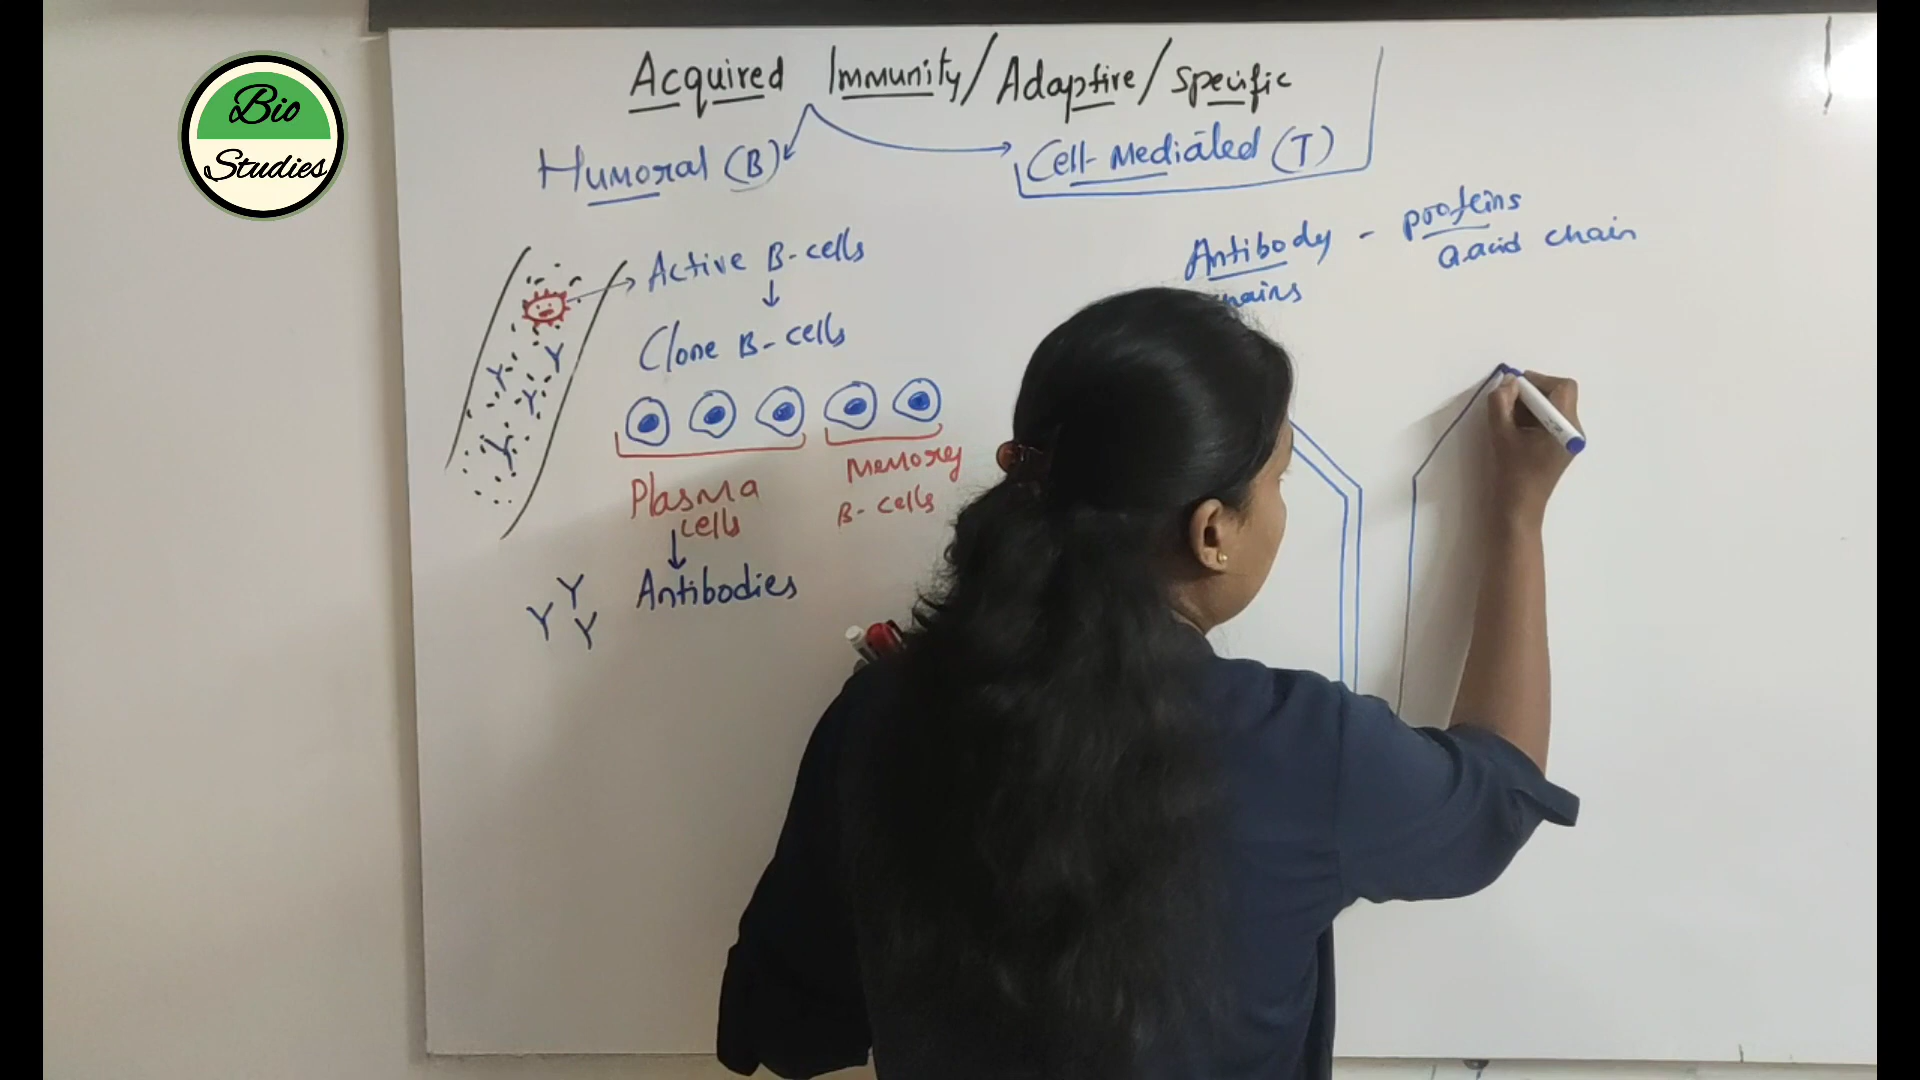 Bio
Studies
Acquired Immunity/Adaptive/Specific
Humoral (B)
Cell-Mediated (T)
Active B-cells
Clone B-cells
Plasma
cells
Memory
B-cells
Antibodies
Antibody - proteins
a.acid chain